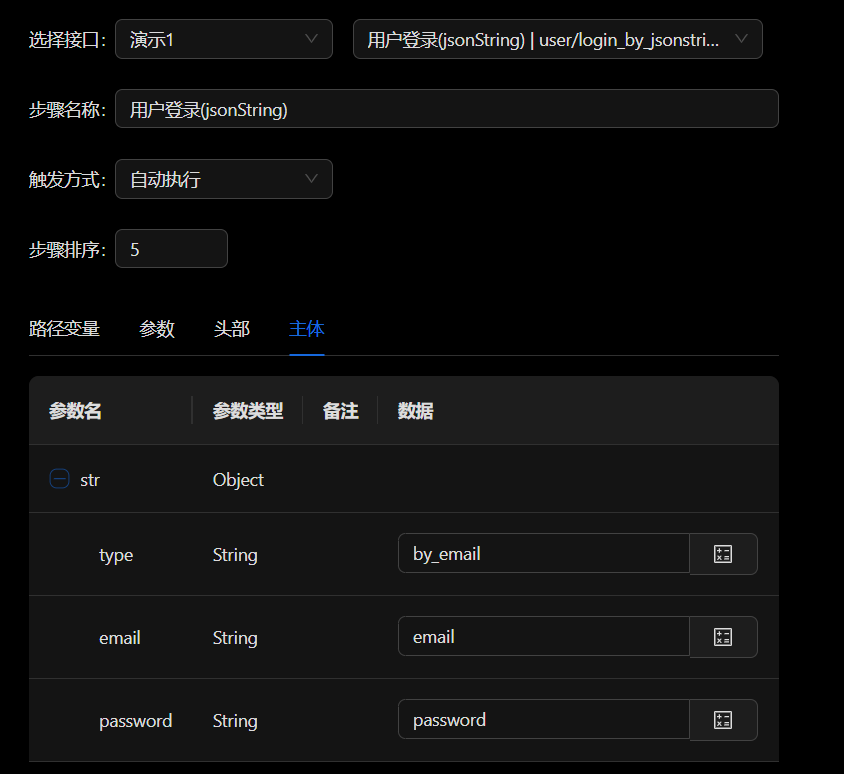 选择接口: 演示1 用户登录(jsonString) | user/login_by_jsonstri...
步骤名称: 用户登录(jsonString)
触发方式: 自动执行
步骤排序: 5
路径变量 参数 头部 主体
参数名 参数类型 备注 数据
str Object
type String by_email
email String email
password String password